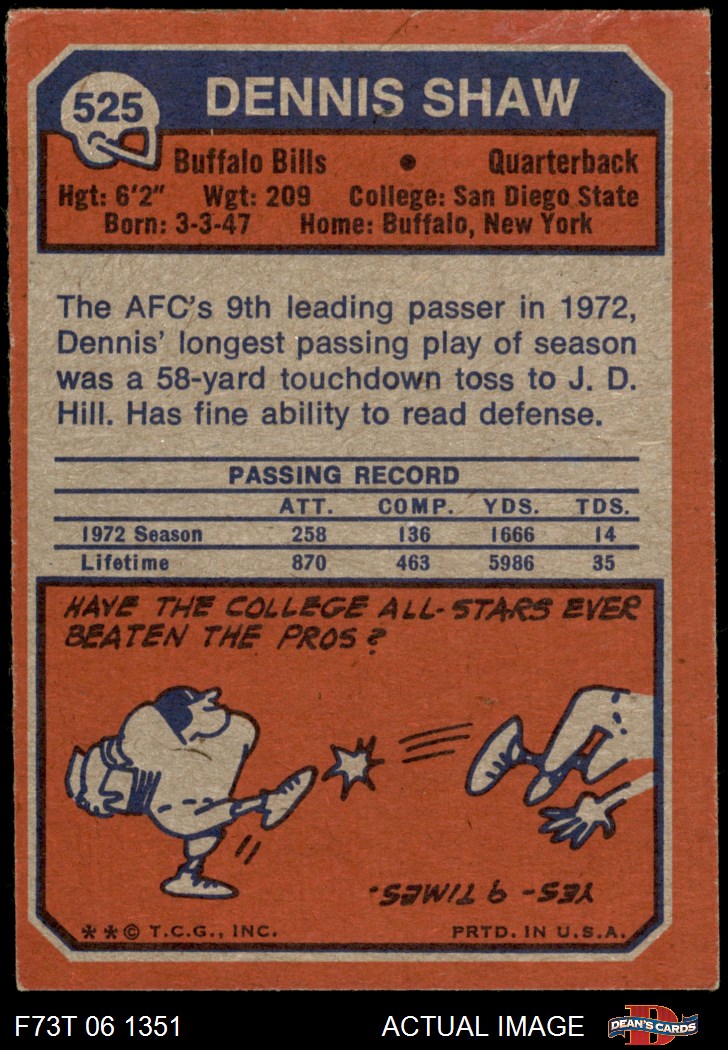 525
DENNIS SHAW
Buffalo Bills • Quarterback
Hgt: 6'2" Wgt: 209 College: San Diego State
Born: 3-3-47 Home: Buffalo, New York
The AFC's 9th leading passer in 1972,
Dennis' longest passing play of season
was a 58-yard touchdown toss to J. D.
Hill. Has fine ability to read defense.
PASSING RECORD
ATT. COMP. YDS. TDS.
1972 Season 258 136 1666 14
Lifetime 870 463 5986 35
HAVE THE COLLEGE ALL-STARS EVER
BEATEN THE PROS?
YES - 9 TIMES.
**© T.C.G., INC. PRTD. IN U.S.A.
F73T 06 1351 ACTUAL IMAGE D DEAN'S CARDS